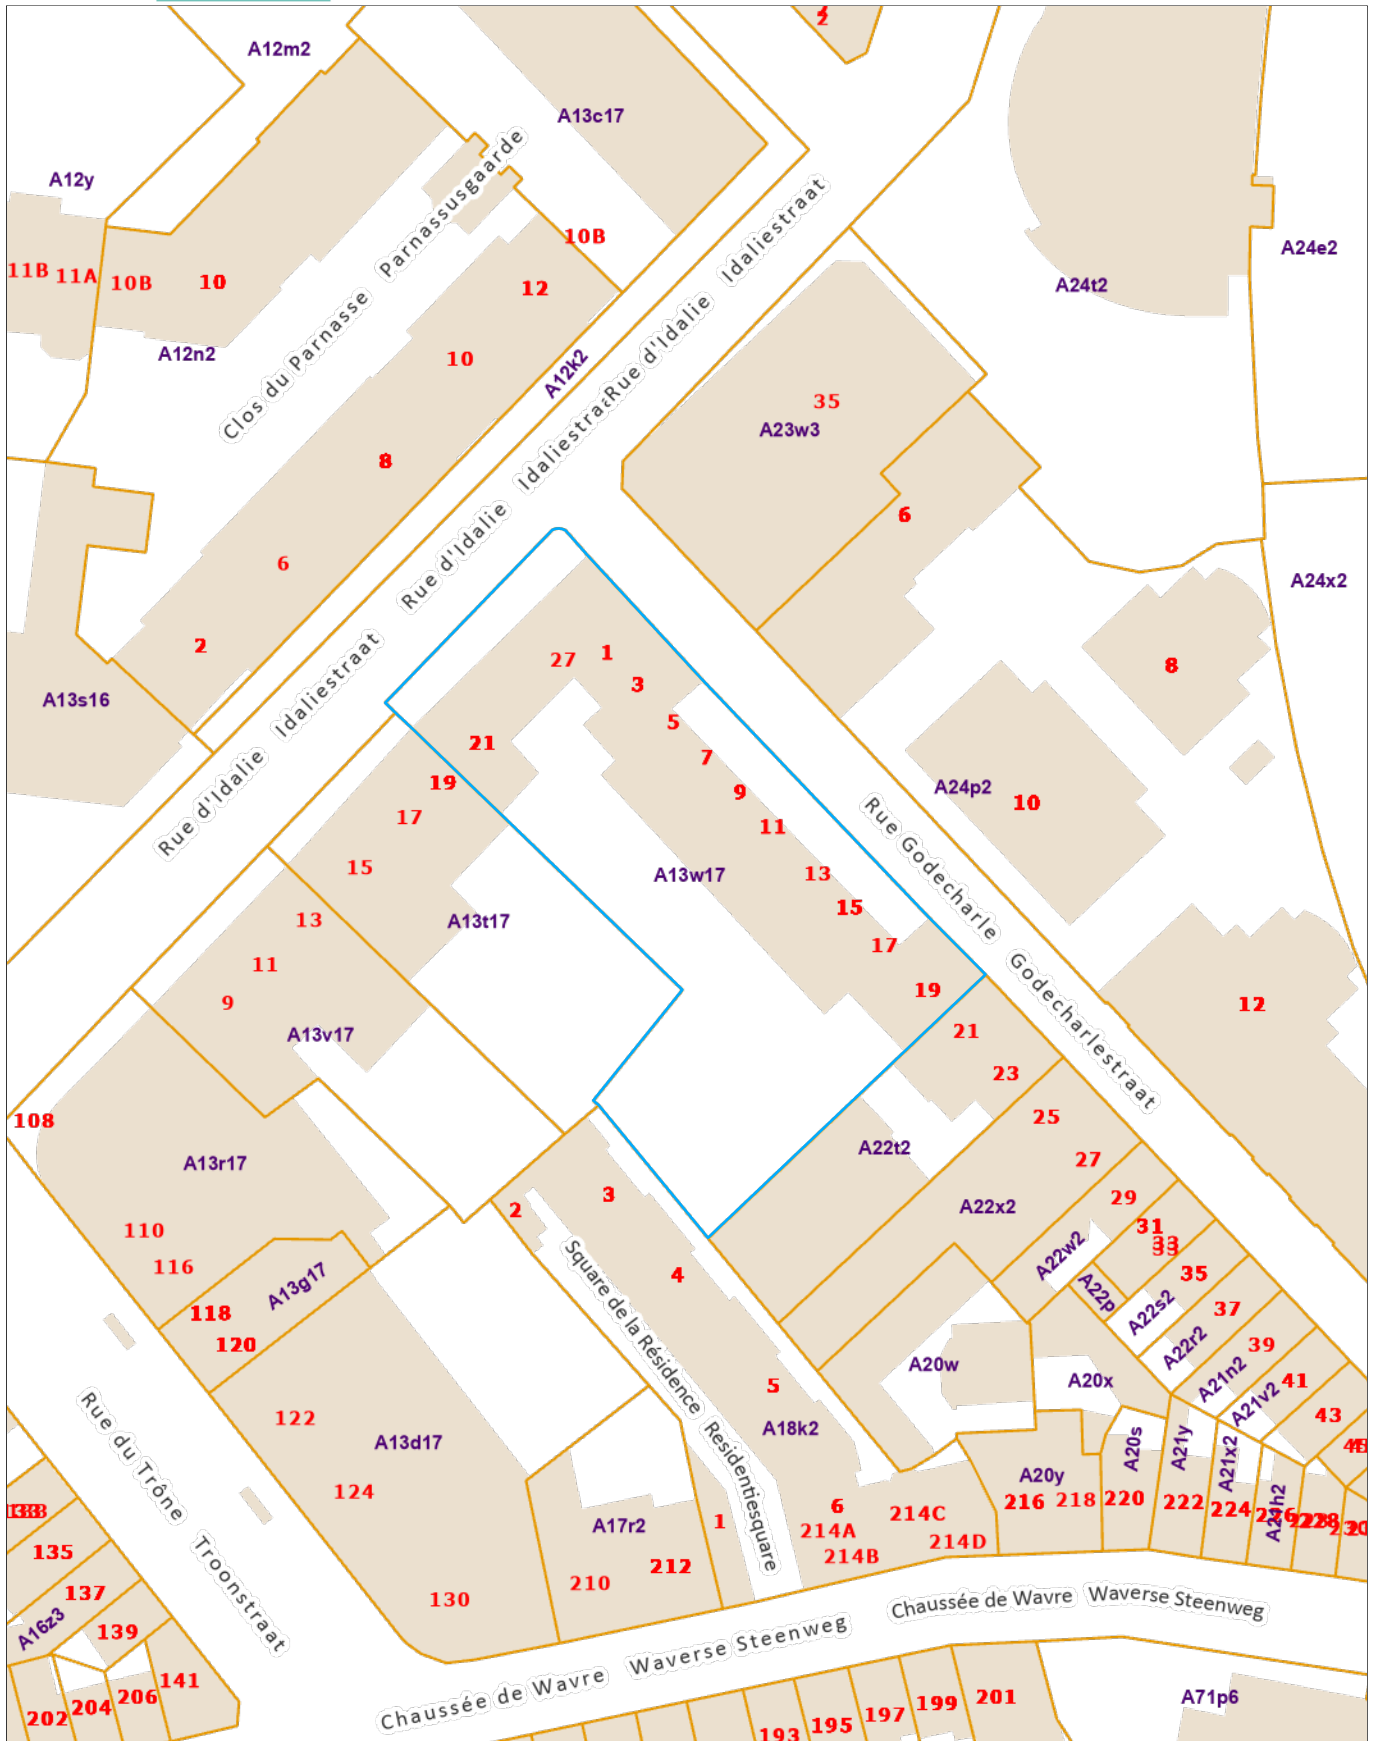 2
A12m2
A13c17
A12y
Clos du Parnasse Parnassusgaarde
10B
11B
11A
10B
10
12
A12n2
10
A12k2
Rue d'Idalie Idaliestraat
Rue d'Idalie Idaliestraat
Rue d'Idalie Idaliestraat
A24e2
A24t2
35
A23w3
8
6
6
A24x2
2
8
A13s16
27
1
3
5
21
7
19
9
17
11
A24p2
10
15
A13w17
13
15
A13t17
13
17
11
9
19
A13v17
21
12
23
Rue Godecharle Godecharlestraat
108
25
A13r17
A22t2
27
3
29
2
A22x2
31
33
110
A22w2
116
4
35
A13g17
A22p
A22s2
118
37
120
A22r2
39
Square de la Résidence Residentiesquare
A20w
A20x
A21n2
41
5
A21v2
122
43
A18k2
A13d17
A20s
A21y
A21x2
A20y
124
6
216
218
220
222
224
A21h2
214A
214C
214B
214D
1
A17r2
212
210
130
135
137
A16z3
139
141
202
204
206
Rue du Trône Troonstraat
Chaussée de Wavre Waverse Steenweg
Chaussée de Wavre Waverse Steenweg
A71p6
193
195
197
199
201